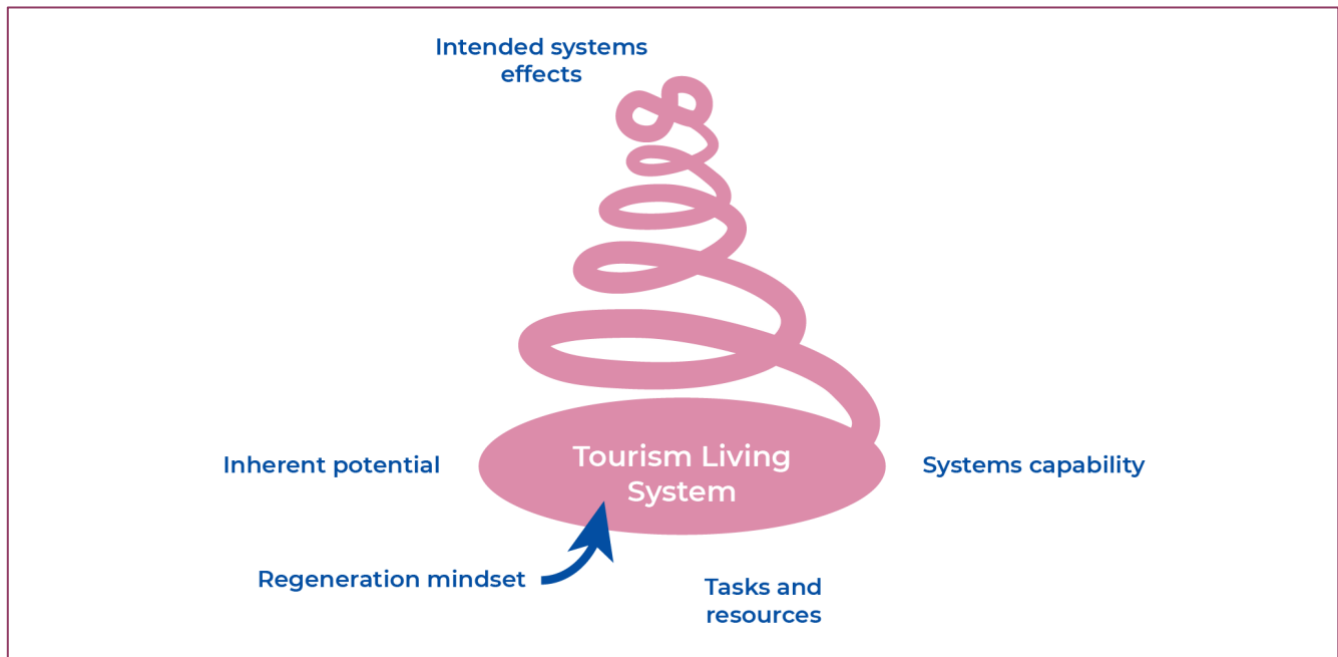 Intended systems
effects
Tourism Living
System
Inherent potential
Systems capability
Regeneration mindset
Tasks and
resources